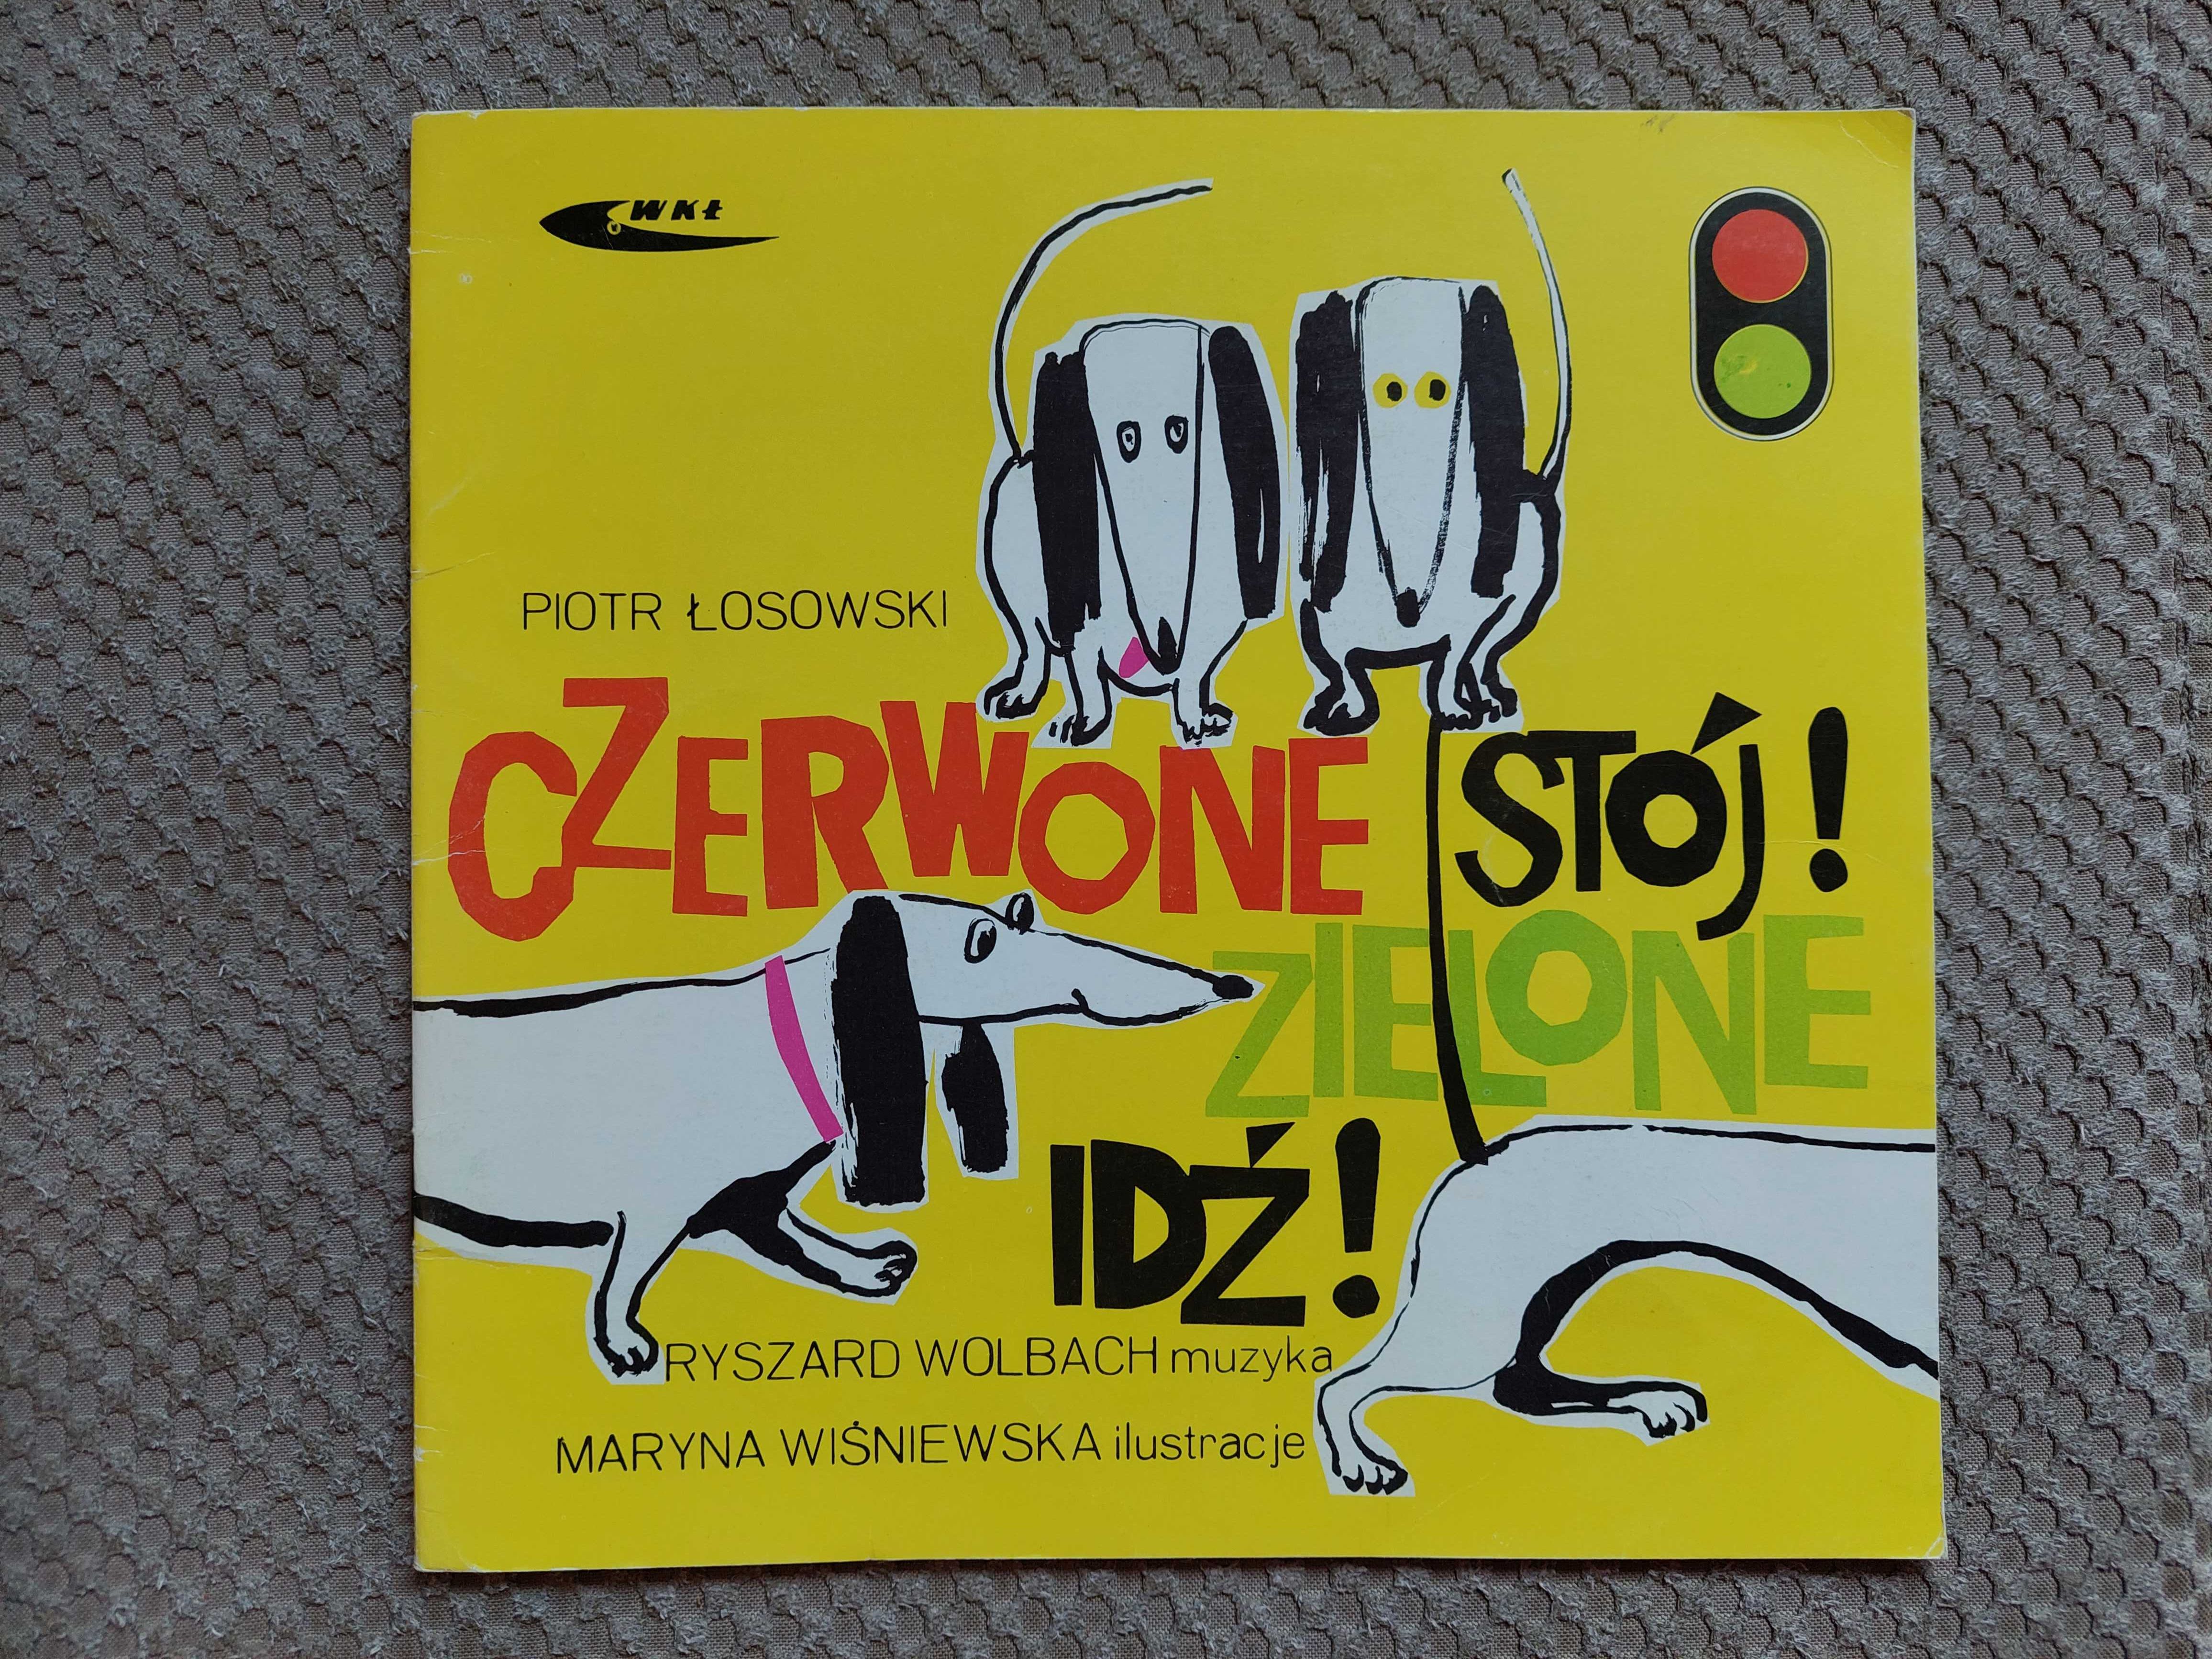 WKŁ
PIOTR ŁOSOWSKI
CZERWONE STÓJ!
ZIELONE
IDŹ!
RYSZARD WOLBACH muzyka
MARYNA WIŚNIEWSKA ilustracje